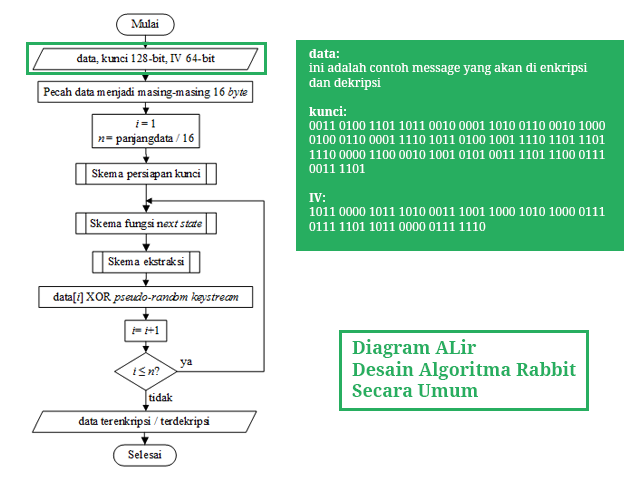 Mulai
data, kunci 128-bit, IV 64-bit
Pecah data menjadi masing-masing 16 byte
i = 1
n = panjangdata / 16
Skema persiapan kunci
Skema fungsi next state
Skema ekstraksi
data[i] XOR pseudo-random keystream
i= i+1
i ≤ n?
ya
tidak
data terenkripsi / terdekripsi
Selesai
data:
ini adalah contoh message yang akan di enkripsi
dan dekripsi
kunci:
0011 0100 1101 1011 0010 0001 1010 0110 0010 1000
0100 0110 0001 1110 1011 0100 1001 1110 1101 1101
1110 0000 1100 0010 1001 0101 0011 1101 1100 0111
0011 1101
IV:
1011 0000 1011 1010 0011 1001 1000 1010 1000 0111
0111 1101 1011 0000 0111 1110
Diagram ALir
Desain Algoritma Rabbit
Secara Umum